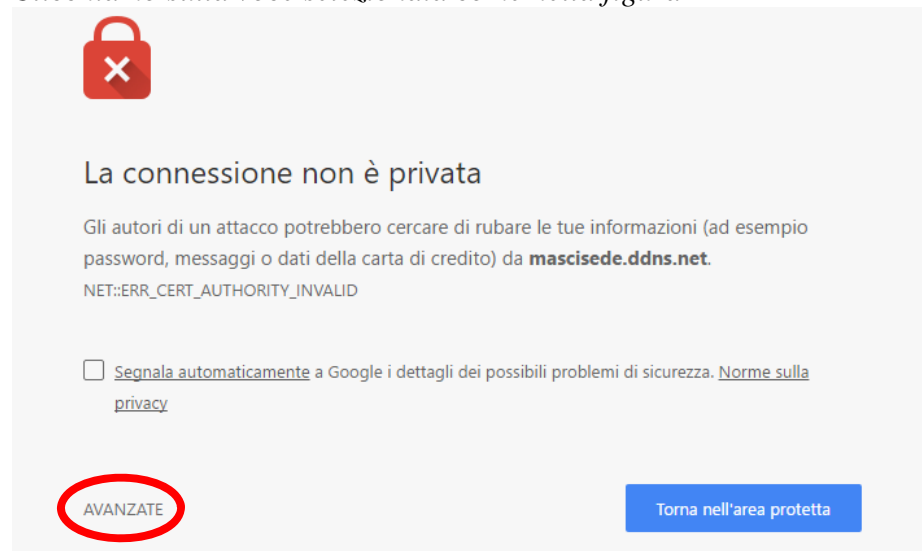 La connessione non è privata
Gli autori di un attacco potrebbero cercare di rubare le tue informazioni (ad esempio
password, messaggi o dati della carta di credito) da mascisede.ddns.net.
NET::ERR_CERT_AUTHORITY_INVALID
Segnala automaticamente a Google i dettagli dei possibili problemi di sicurezza. Norme sulla
privacy
AVANZATE
Torna nell'area protetta